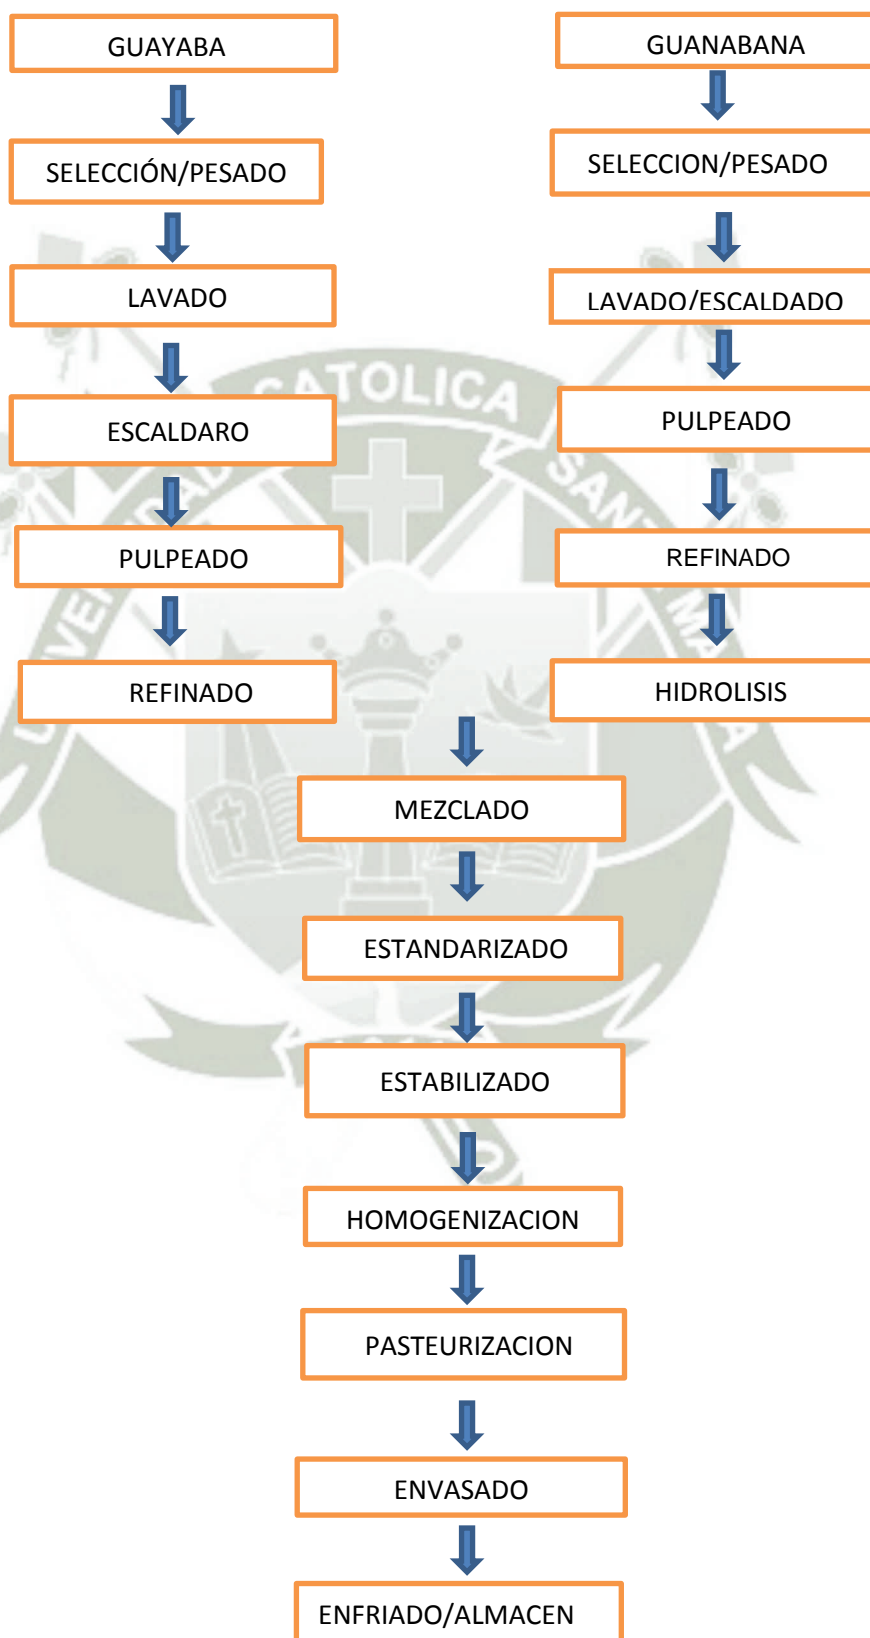 GUAYABA
GUANABANA
SELECCIÓN/PESADO
SELECCION/PESADO
LAVADO
LAVADO/ESCALDADO
ESCALDARO
PULPEADO
PULPEADO
REFINADO
REFINADO
HIDROLISIS
MEZCLADO
ESTANDARIZADO
ESTABILIZADO
HOMOGENIZACION
PASTEURIZACION
ENVASADO
ENFRIADO/ALMACEN
CATOLICA